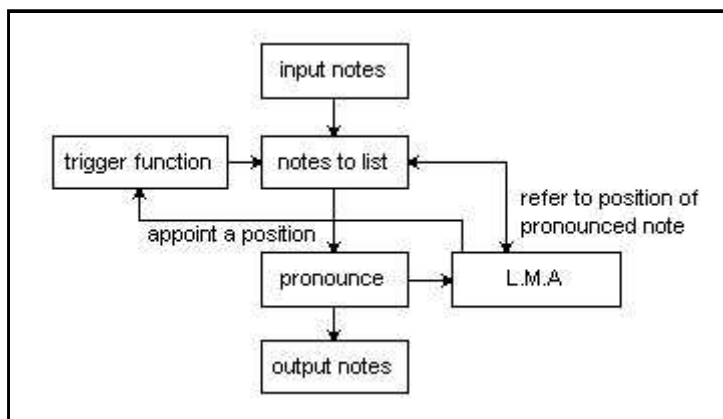 input notes
trigger function
notes to list
refer to position of
pronounced note
appoint a position
pronounce
L.M.A
output notes